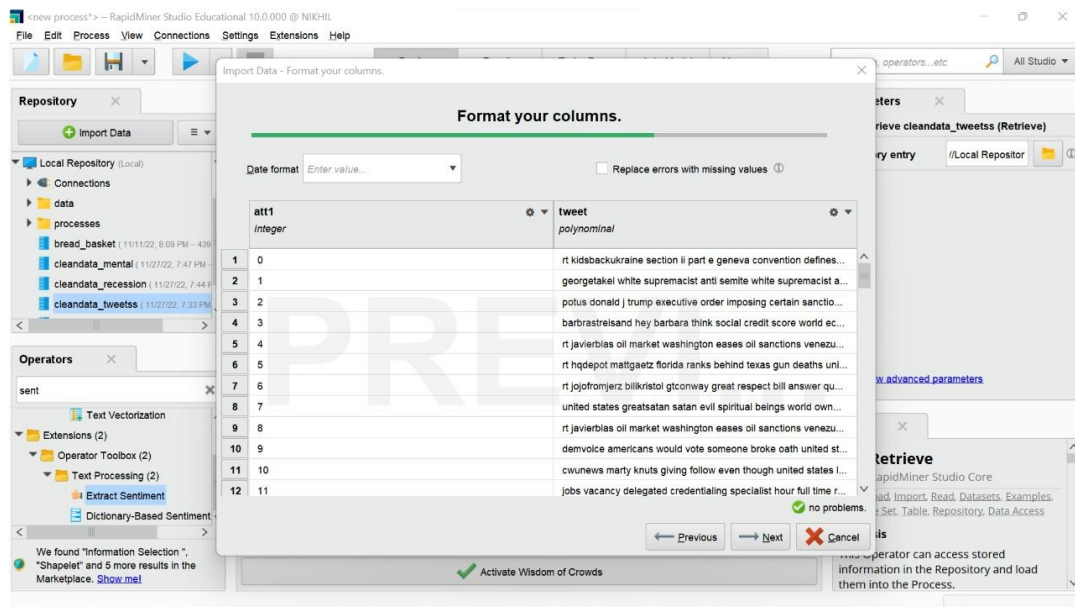 <new process*> – RapidMiner Studio Educational 10.0.000 @ NIKHIL
File Edit Process View Connections Settings Extensions Help
Import Data - Format your columns.
, operators...etc
All Studio
Repository
Import Data
Local Repository (Local)
Connections
data
processes
bread_basket ( 11/11/22, 8:09 PM – 439
cleandata_mental ( 11/27/22, 7:47 PM –
cleandata_recession ( 11/27/22, 7:44 P
cleandata_tweetss ( 11/27/22, 7:33 PM
Operators
sent
Text Vectorization
Extensions (2)
Operator Toolbox (2)
Text Processing (2)
Extract Sentiment
Dictionary-Based Sentiment
We found "Information Selection ",
"Shapelet" and 5 more results in the
Marketplace. Show me!
Format your columns.
Date format Enter value...
Replace errors with missing values
att1 tweet
integer polynominal
1 0 rt kidsbackukraine section ii part e geneva convention defines...
2 1 georgetakei white supremacist anti semite white supremacist a...
3 2 potus donald j trump executive order imposing certain sanctio...
4 3 barbrastreisand hey barbara think social credit score world ec...
5 4 rt javierblas oil market washington eases oil sanctions venezu...
6 5 rt hqdepot mattgaetz florida ranks behind texas gun deaths uni...
7 6 rt jojofromjerz billkristol gtconway great respect bill answer qu...
8 7 united states greatsatan satan evil spiritual beings world own...
9 8 rt javierblas oil market washington eases oil sanctions venezu...
10 9 demvoice americans would vote someone broke oath united st...
11 10 cwunews marty knuts giving follow even though united states l...
12 11 jobs vacancy delegated credentialing specialist hour full time r...
PREVI
no problems.
Previous Next Cancel
Activate Wisdom of Crowds
eters
rieve cleandata_tweetss (Retrieve)
ry entry //Local Repositor
w advanced parameters
Retrieve
apidMiner Studio Core
oad, Import, Read, Datasets, Examples,
e Set, Table, Repository, Data Access
sis
This Operator can access stored
information in the Repository and load
them into the Process.